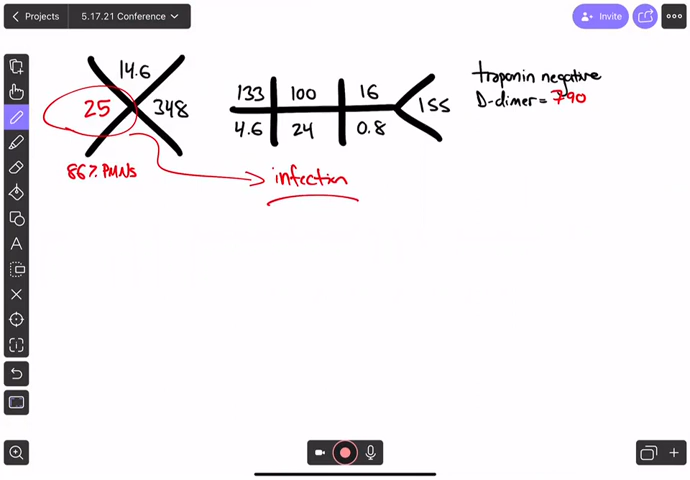 Projects
5.17.21 Conference
Invite
14.6
25
348
133
100
16
155
4.6
24
0.8
troponin negative
D-dimer = 790
86% PMNs
infection
A